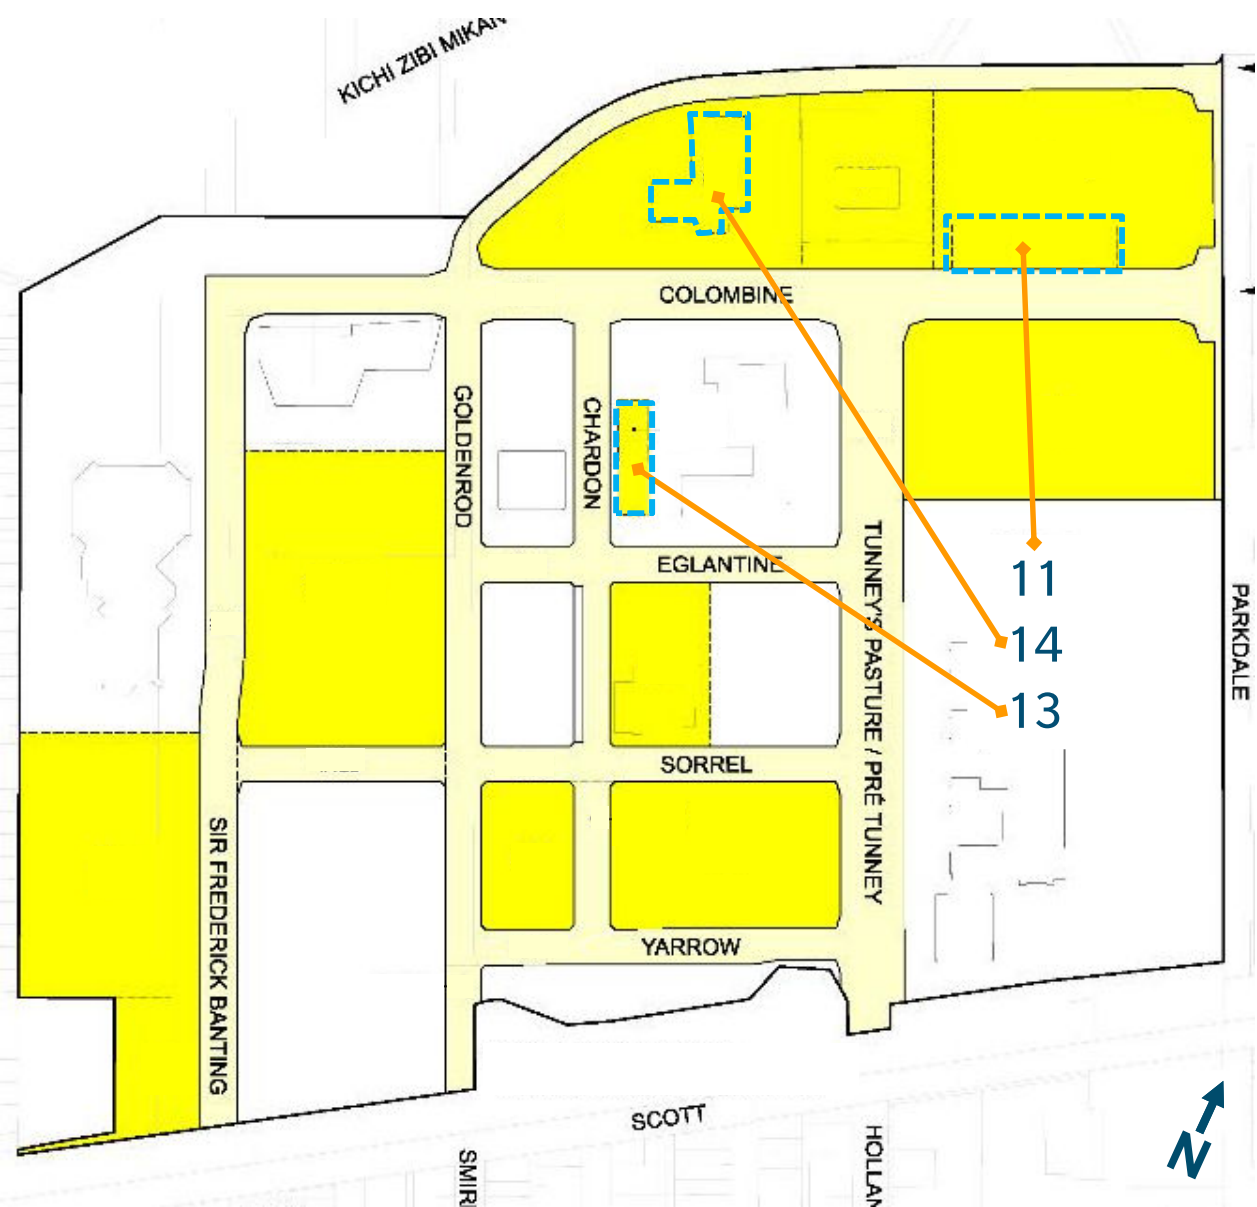 KICHI ZIBI MIKAN
COLOMBINE
GOLDENROD
CHARDON
EGLANTINE
TUNNEY'S PASTURE / PRÉ TUNNEY
11
14
13
PARKDALE
SORREL
SIR FREDERICK BANTING
YARROW
SCOTT
N